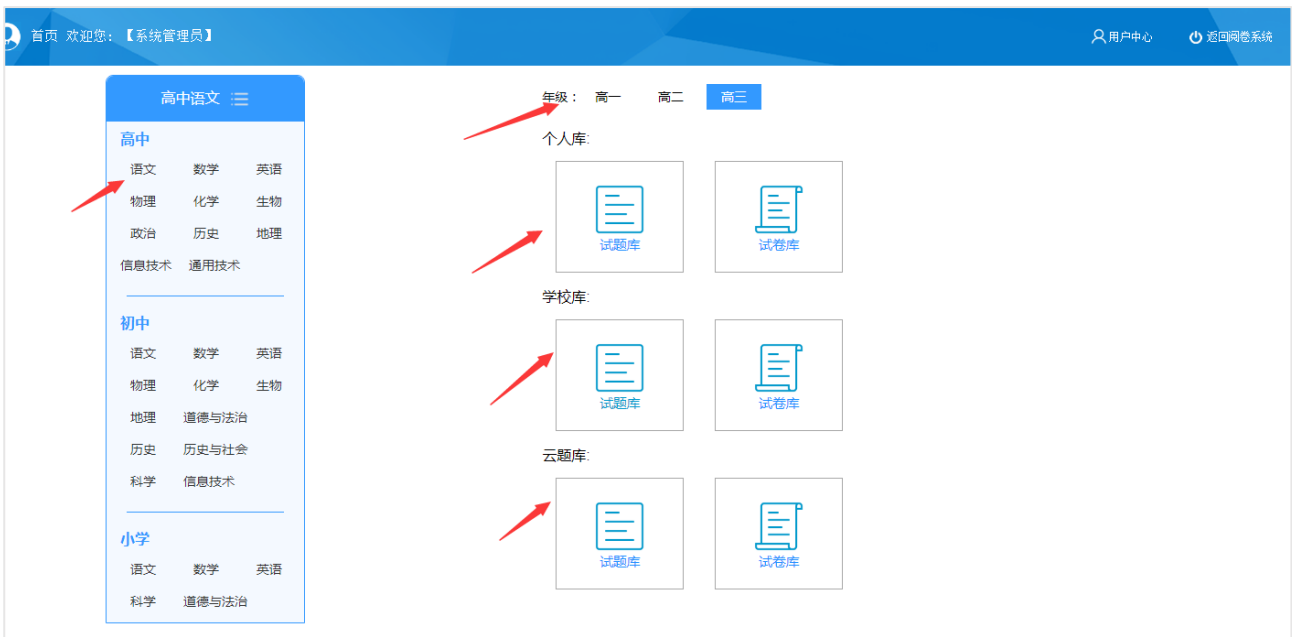 首页 欢迎您：【系统管理员】 用户中心 返回阅卷系统
高中语文
高中
语文 数学 英语
物理 化学 生物
政治 历史 地理
信息技术 通用技术
初中
语文 数学 英语
物理 化学 生物
地理 道德与法治
历史 历史与社会
科学 信息技术
小学
语文 数学 英语
科学 道德与法治
年级： 高一 高二 高三
个人库:
试题库 试卷库
学校库:
试题库 试卷库
云题库:
试题库 试卷库